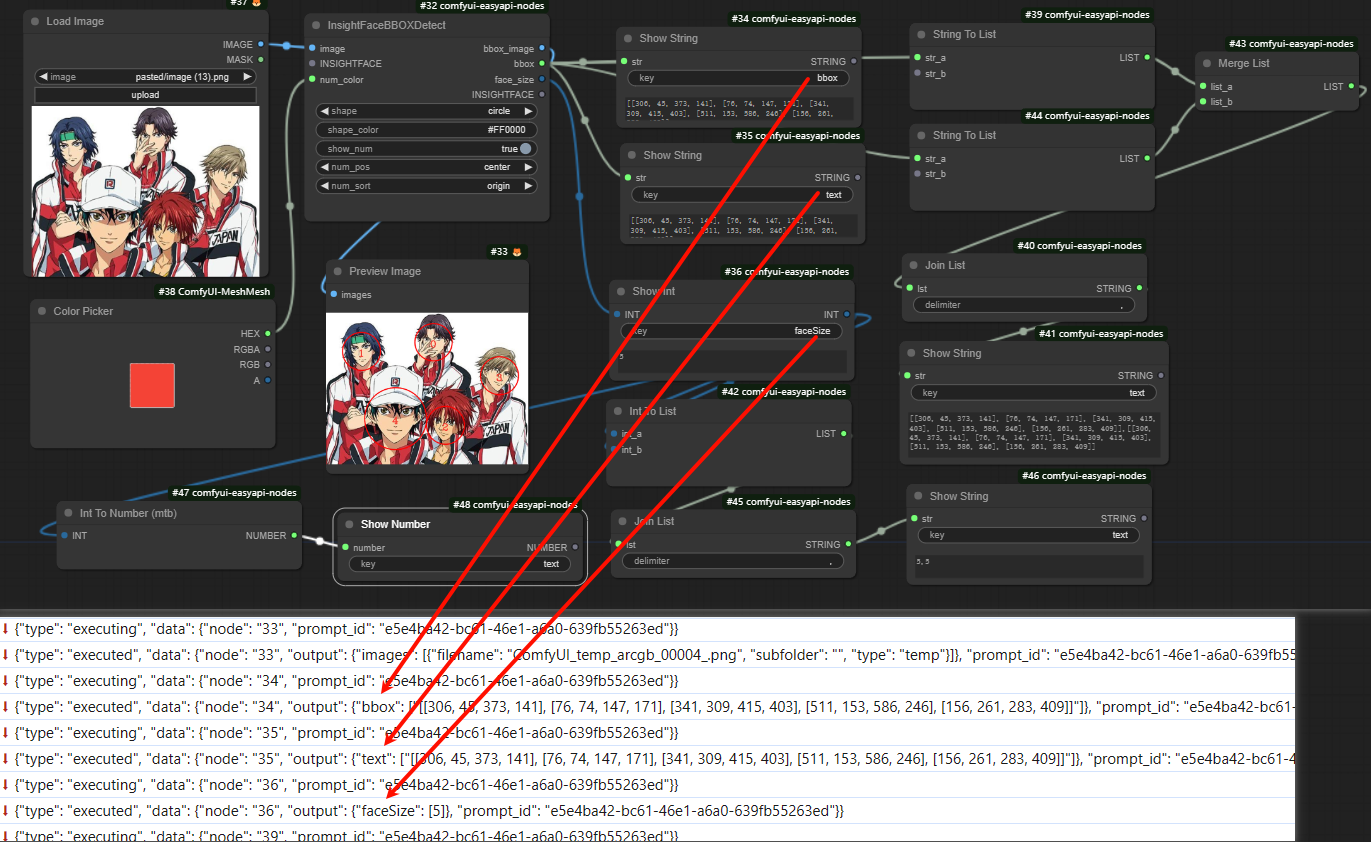 #37
Load Image
IMAGE
MASK
image pasted/image (13).png
upload
R
JAPAN
#38 ComfyUI-MeshMesh
Color Picker
HEX
RGBA
RGB
A
#32 comfyui-easyapi-nodes
InsightFaceBBOXDetect
image bbox_image
INSIGHTFACE bbox
num_color face_size
INSIGHTFACE
shape circle
shape_color #FF0000
show_num true
num_pos center
num_sort origin
#33
Preview Image
images
R
JAPAN
#34 comfyui-easyapi-nodes
Show String
str STRING
key bbox
[[306, 45, 373, 141], [76, 74, 147, 171], [341,
309, 415, 403], [511, 153, 586, 246], [156, 261,
#35 comfyui-easyapi-nodes
Show String
str STRING
key text
[[306, 45, 373, 141], [76, 74, 147, 171], [341,
309, 415, 403], [511, 153, 586, 246], [156, 261,
#36 comfyui-easyapi-nodes
Show Int
INT INT
key faceSize
5
#42 comfyui-easyapi-nodes
Int To List
int_a LIST
int_b
#45 comfyui-easyapi-nodes
Join List
lst STRING
delimiter ,
#39 comfyui-easyapi-nodes
String To List
str_a LIST
str_b
#44 comfyui-easyapi-nodes
String To List
str_a LIST
str_b
#43 comfyui-easyapi-nodes
Merge List
list_a LIST
list_b
#40 comfyui-easyapi-nodes
Join List
lst STRING
delimiter ,
#41 comfyui-easyapi-nodes
Show String
str STRING
key text
[[306, 45, 373, 141], [76, 74, 147, 171], [341, 309, 415,
403], [511, 153, 586, 246], [156, 261, 283, 409]],[[306,
45, 373, 141], [76, 74, 147, 171], [341, 309, 415, 403],
[511, 153, 586, 246], [156, 261, 283, 409]]
#46 comfyui-easyapi-nodes
Show String
str STRING
key text
5,5
#47 comfyui-easyapi-nodes
Int To Number (mtb)
INT NUMBER
#48 comfyui-easyapi-nodes
Show Number
number NUMBER
key text
{"type": "executing", "data": {"node": "33", "prompt_id": "e5e4ba42-bc61-46e1-a6a0-639fb55263ed"}}
{"type": "executed", "data": {"node": "33", "output": {"images": [{"filename": "ComfyUI_temp_arcgb_00004_.png", "subfolder": "", "type": "temp"}]}, "prompt_id": "e5e4ba42-bc61-46e1-a6a0-639fb55
{"type": "executing", "data": {"node": "34", "prompt_id": "e5e4ba42-bc61-46e1-a6a0-639fb55263ed"}}
{"type": "executed", "data": {"node": "34", "output": {"bbox": ["[[306, 45, 373, 141], [76, 74, 147, 171], [341, 309, 415, 403], [511, 153, 586, 246], [156, 261, 283, 409]]"]}, "prompt_id": "e5e4ba42-bc61-
{"type": "executing", "data": {"node": "35", "prompt_id": "e5e4ba42-bc61-46e1-a6a0-639fb55263ed"}}
{"type": "executed", "data": {"node": "35", "output": {"text": ["[[306, 45, 373, 141], [76, 74, 147, 171], [341, 309, 415, 403], [511, 153, 586, 246], [156, 261, 283, 409]]"]}, "prompt_id": "e5e4ba42-bc61-4
{"type": "executing", "data": {"node": "36", "prompt_id": "e5e4ba42-bc61-46e1-a6a0-639fb55263ed"}}
{"type": "executed", "data": {"node": "36", "output": {"faceSize": [5]}, "prompt_id": "e5e4ba42-bc61-46e1-a6a0-639fb55263ed"}}
{"type": "executing", "data": {"node": "39", "prompt_id": "e5e4ba42-bc61-46e1-a6a0-639fb55263ed"}}